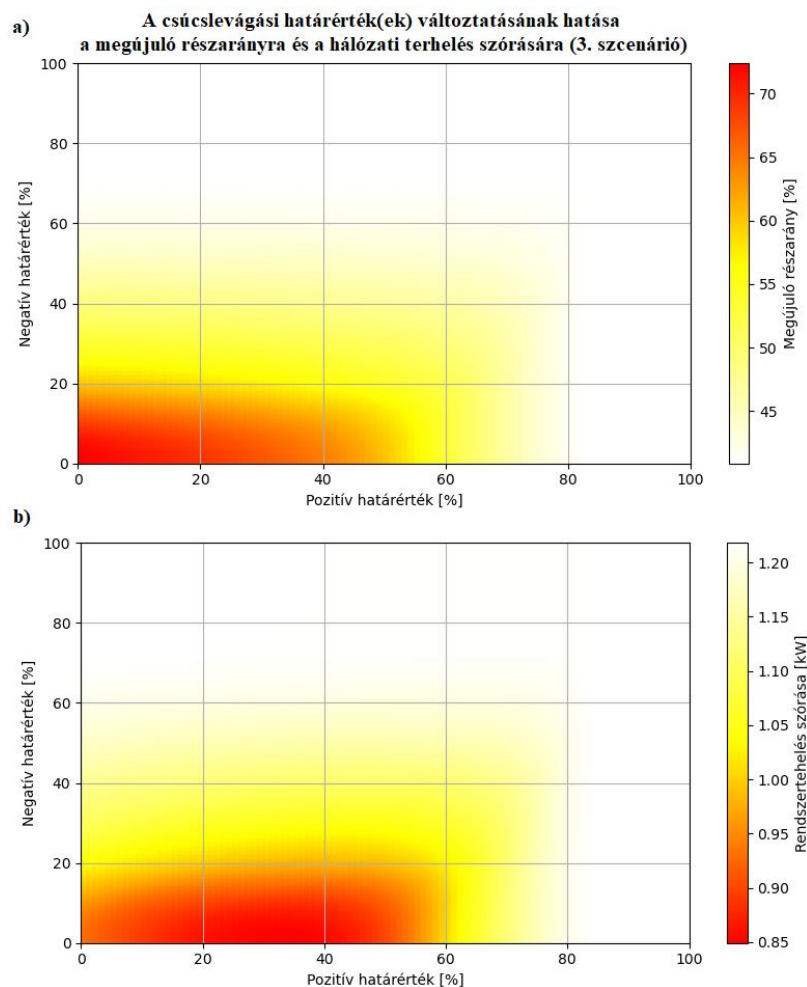 a)
A csúcslevágási határérték(ek) változtatásának hatása
a megújuló részarányra és a hálózati terhelés szórására (3. szcenárió)
100
80
60
40
20
0
Negatív határérték [%]
0 20 40 60 80 100
Pozitív határérték [%]
70
65
60
55
50
45
Megújuló részarány [%]
b)
100
80
60
40
20
0
Negatív határérték [%]
0 20 40 60 80 100
Pozitív határérték [%]
1.20
1.15
1.10
1.05
1.00
0.95
0.90
0.85
Rendszertehelés szórása [kW]